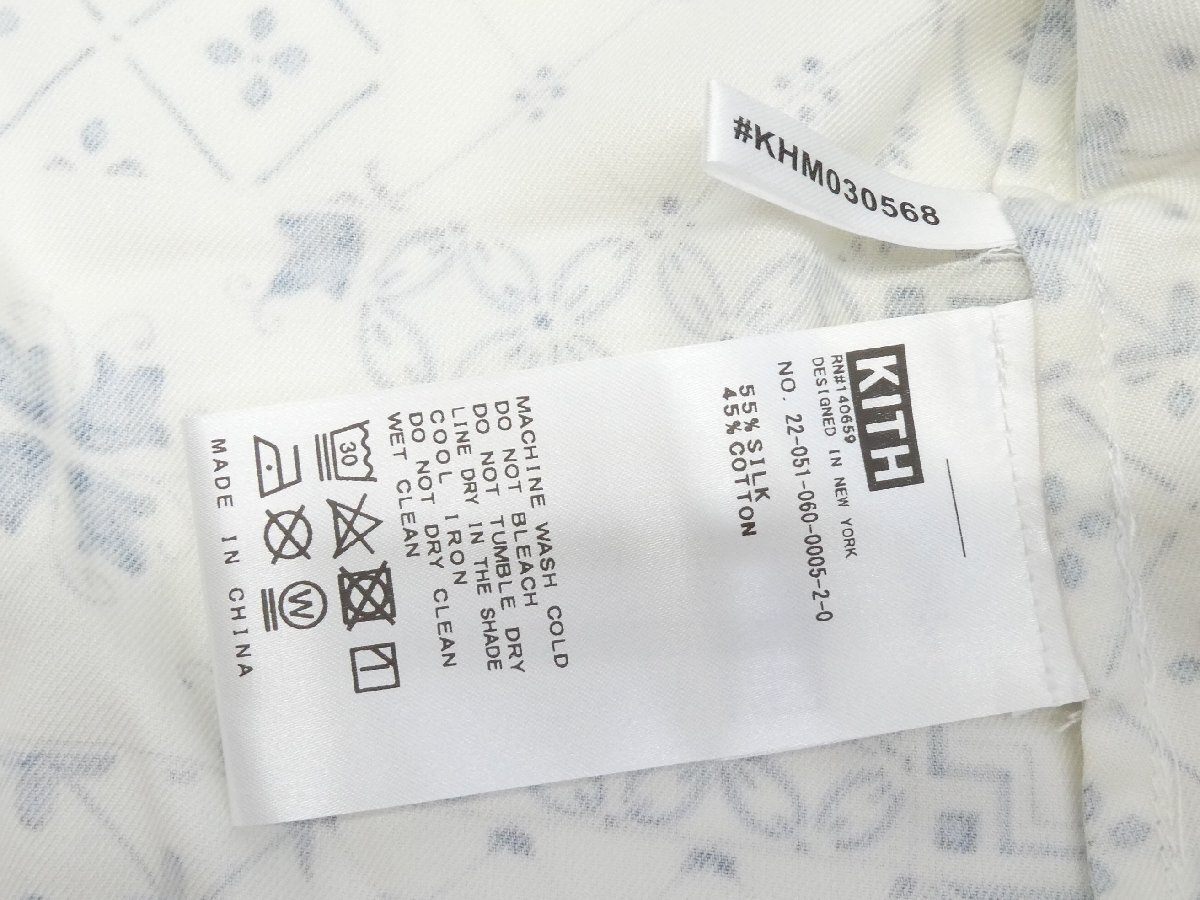 #KHM030568
KITH
RN#140659
DESIGNED IN NEW YORK
NO. 22-051-060-0005-2-0
55% SILK
45% COTTON
MACHINE WASH COLD
DO NOT BLEACH
DO NOT TUMBLE DRY
LINE DRY IN THE SHADE
COOL IRON
DO NOT DRY CLEAN
WET CLEAN
30
W
MADE IN CHINA